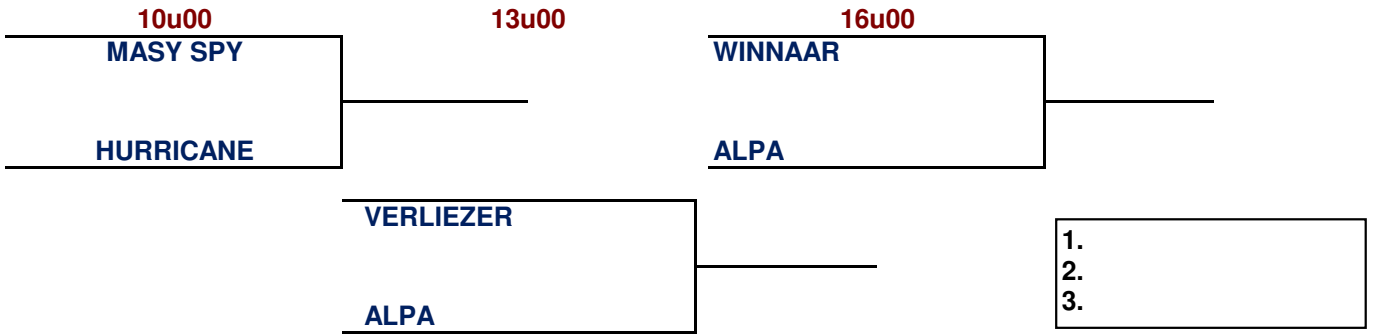 10u00 13u00 16u00
MASY SPY WINNAAR
HURRICANE ALPA
VERLIEZER
1.
2.
3.
ALPA